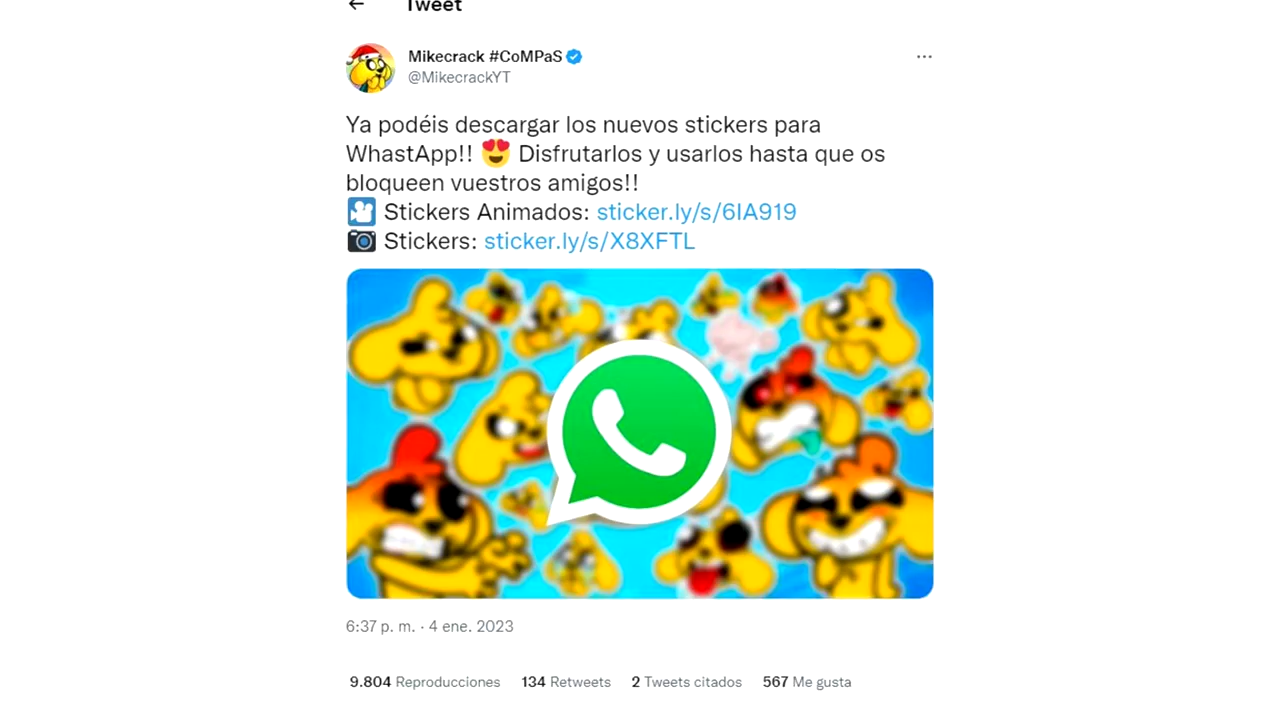 Tweet
Mikecrack #CoMPaS
@MikecrackYT
Ya podéis descargar los nuevos stickers para
WhastApp!! 😍 Disfrutarlos y usarlos hasta que os
bloqueen vuestros amigos!!
🎦 Stickers Animados: sticker.ly/s/6IA919
📷 Stickers: sticker.ly/s/X8XFTL
6:37 p. m. · 4 ene. 2023
9.804 Reproducciones 134 Retweets 2 Tweets citados 567 Me gusta